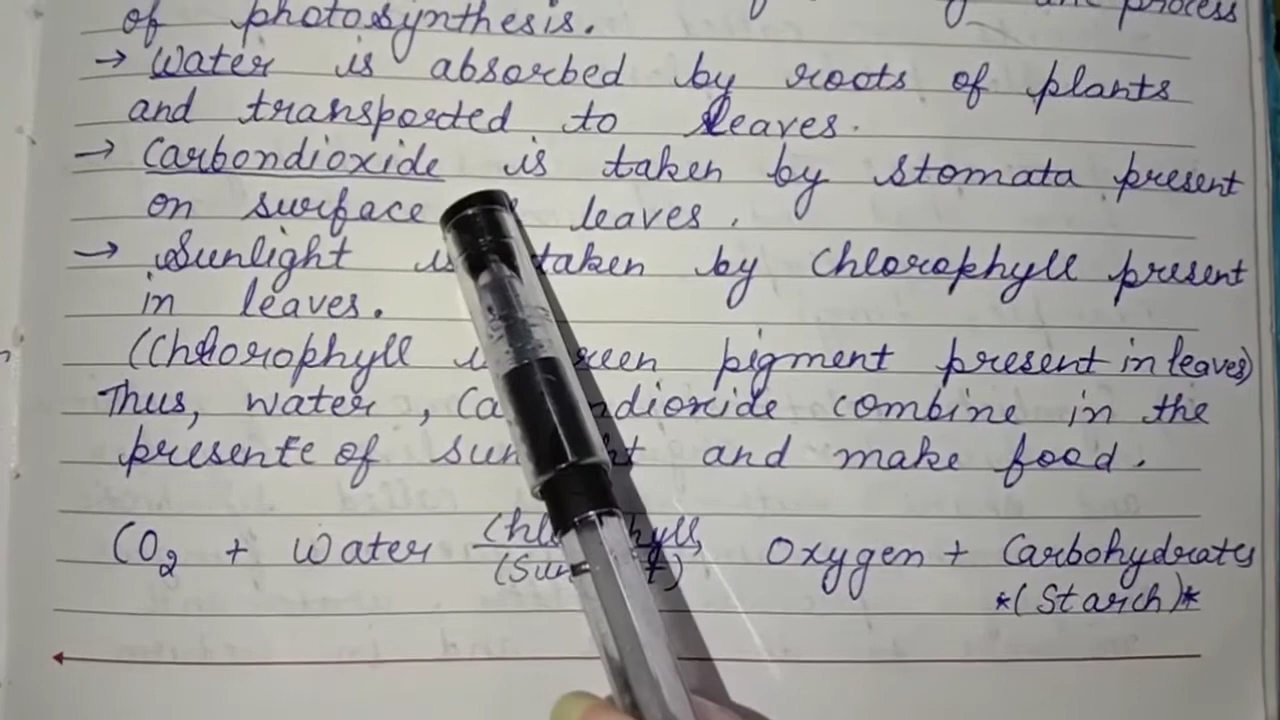 of photosynthesis. process
→ Water is absorbed by roots of plants
and transported to leaves.
→ Carbondioxide is taken by stomata present
on surface leaves.
→ Sunlight is taken by Chlorophyll present
in leaves.
(Chlorophyll pigment present in leaves)
Thus, water, combine in the
presente of and make food.
CO₂ + Water Oxygen + Carbohydrates
*(Starch)*